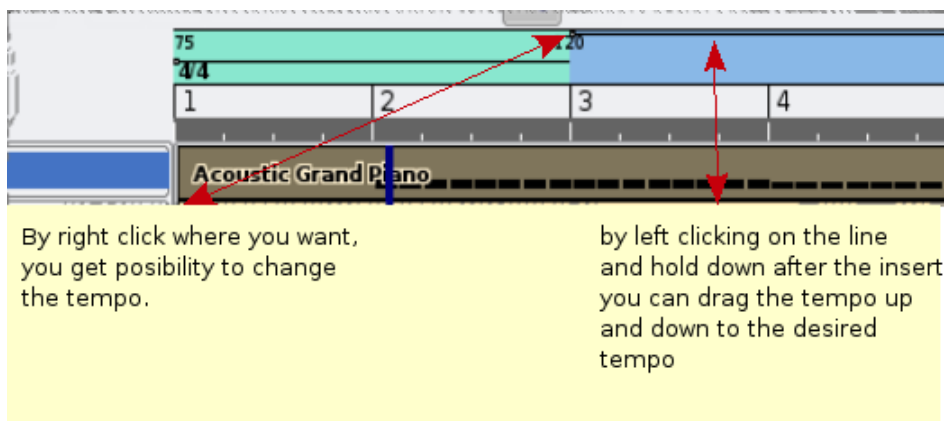 75
120
4/4
1 2 3 4
Acoustic Grand Piano
By right click where you want,
you get posibility to change
the tempo.
by left clicking on the line
and hold down after the insert
you can drag the tempo up
and down to the desired
tempo